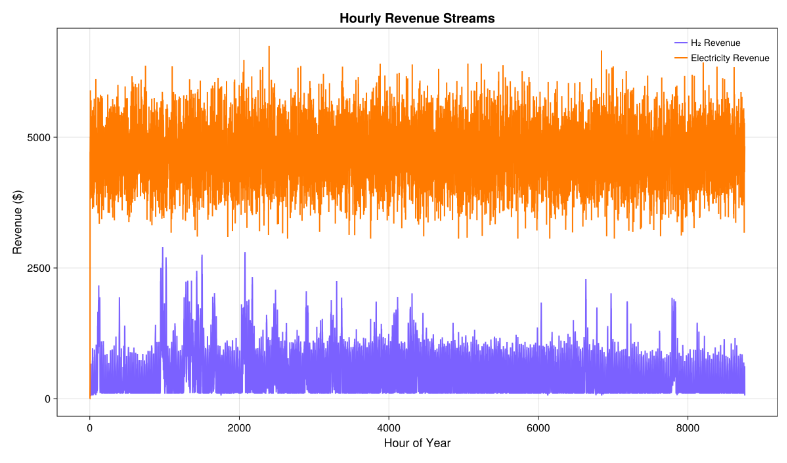 Hourly Revenue Streams
H₂ Revenue
Electricity Revenue
5000
2500
0
Revenue ($)
0 2000 4000 6000 8000
Hour of Year